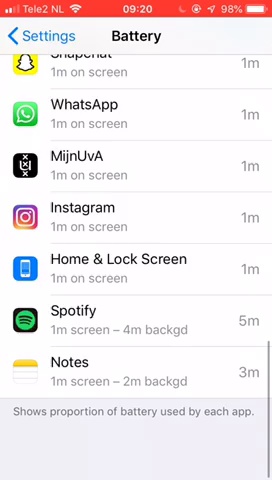 Tele2 NL 09:20 98%
Settings Battery
Snapchat
1m on screen 1m
WhatsApp
1m on screen 1m
MijnUvA
1m on screen 1m
Instagram
1m on screen 1m
Home & Lock Screen
1m on screen 1m
Spotify
1m screen – 4m backgd 5m
Notes
1m screen – 2m backgd 3m
Shows proportion of battery used by each app.